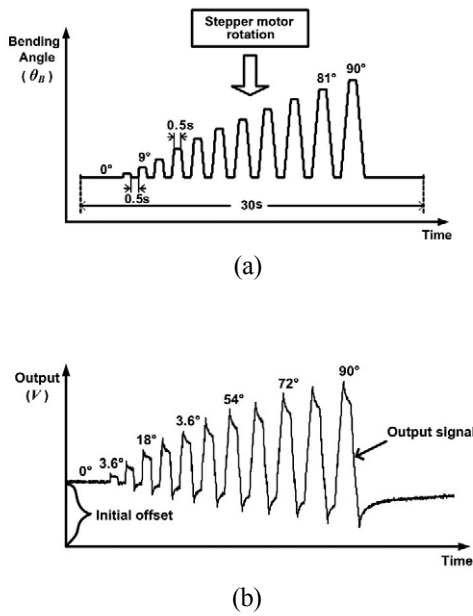 Stepper motor
rotation
Bending
Angle
(θB)
90°
81°
0.5s
9°
0°
0.5s
30s
Time
(a)
Output
(V)
90°
72°
54°
3.6°
18°
3.6°
0°
Output signal
Initial offset
Time
(b)